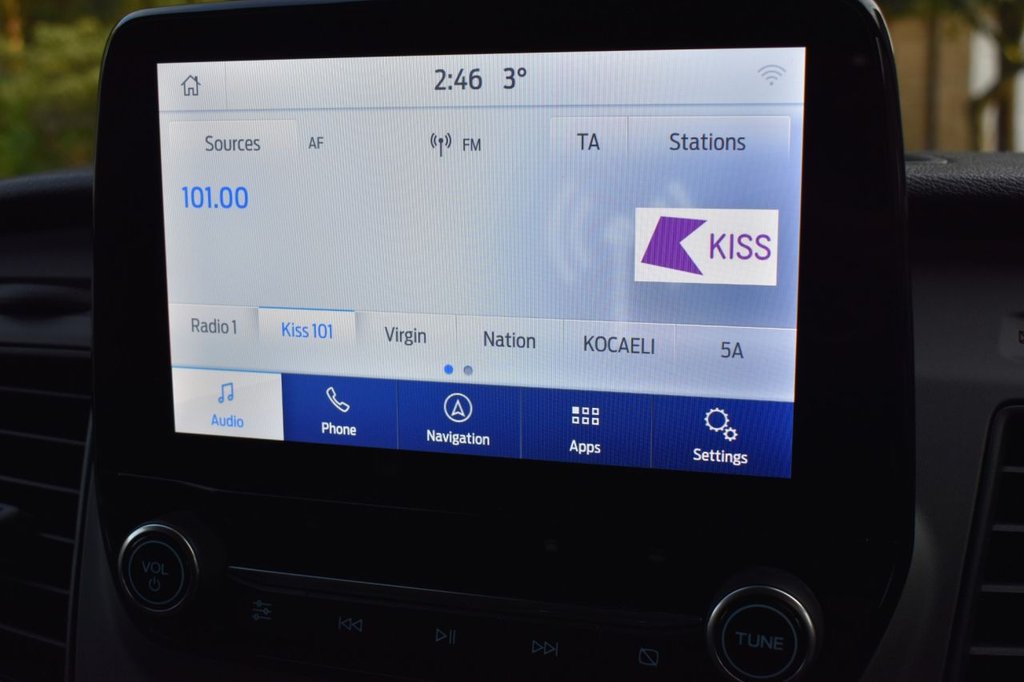 2:46 3°
Sources AF FM TA Stations
101.00
KISS
Radio 1 Kiss 101 Virgin Nation KOCAELI 5A
Audio Phone Navigation Apps Settings
VOL
TUNE